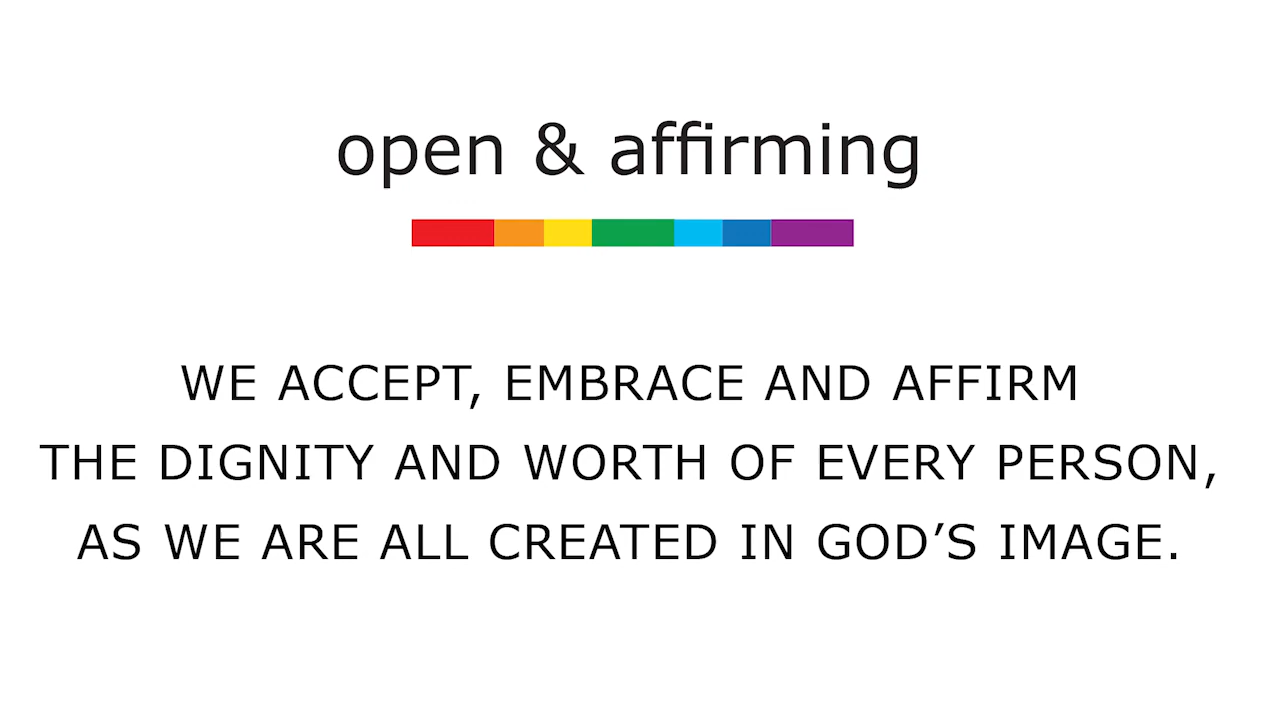 open & affirming
WE ACCEPT, EMBRACE AND AFFIRM
THE DIGNITY AND WORTH OF EVERY PERSON,
AS WE ARE ALL CREATED IN GOD’S IMAGE.